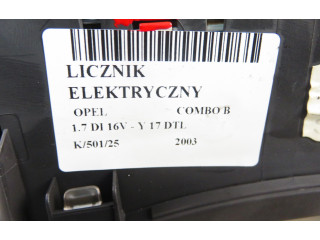 LICZNIK
ELEKTRYCZNY
OPEL COMBO B
1.7 DI 16V - Y 17 DTL
K/501/25 2003